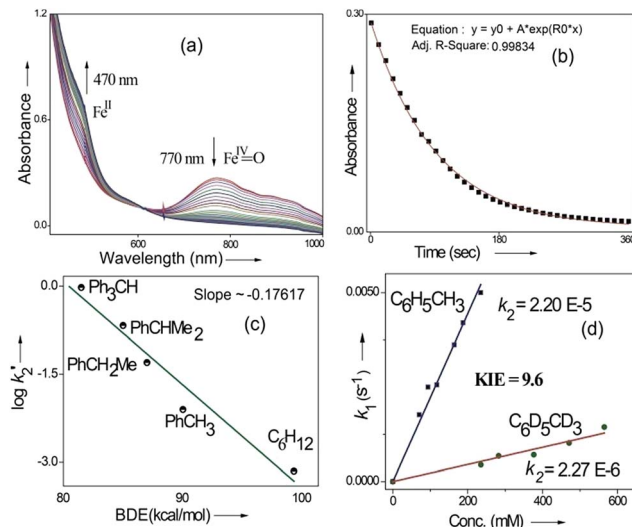 1.2
(a)
470 nm
Fe^II
0.6
770 nm
Fe^IV=O
0.0
600
800
1000
Absorbance
Wavelength (nm)
0.30
Equation : y = y0 + A*exp(R0*x)
Adj. R-Square: 0.99834
(b)
0.00
0
180
360
Absorbance
Time (sec)
0.0
Ph3CH
Slope ~ -0.17617
PhCHMe2
(c)
-1.5
PhCH2Me
PhCH3
C6H12
-3.0
80
90
100
log k2'
BDE(kcal/mol)
0.0050
C6H5CH3
k2 = 2.20 E-5
(d)
KIE = 9.6
C6D5CD3
0.0000
k2 = 2.27 E-6
0
200
400
600
k1 (s-1)
Conc. (mM)